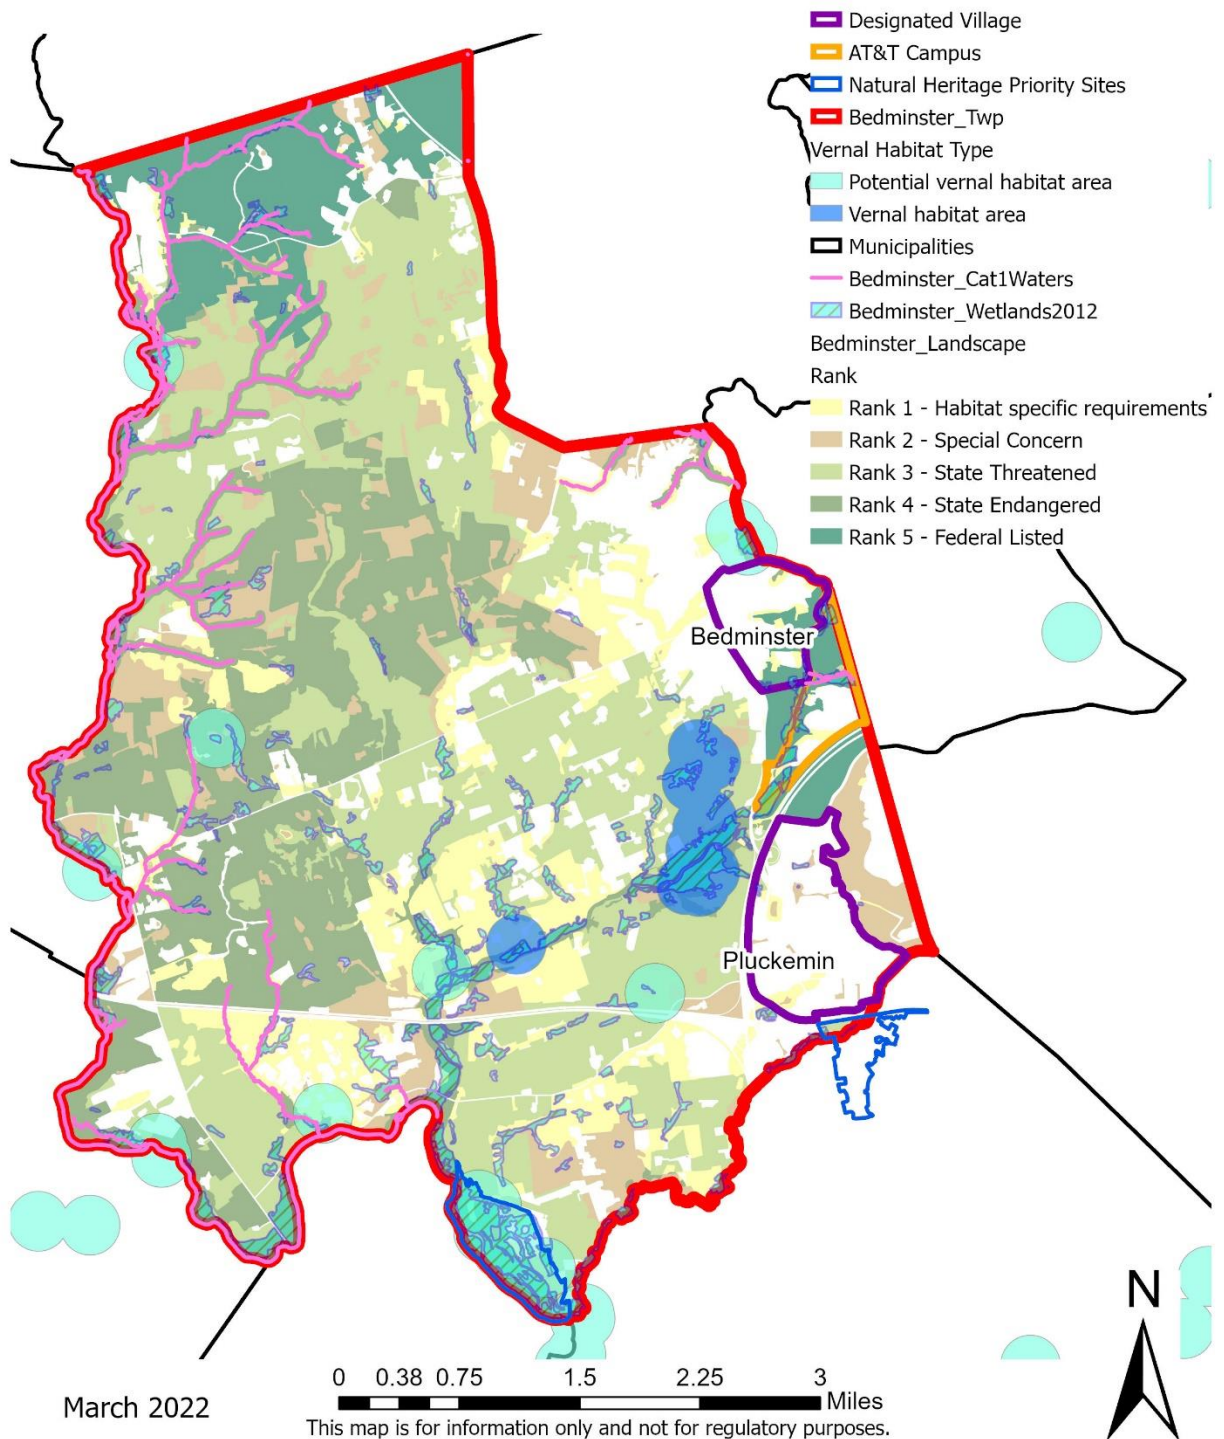 Designated Village
AT&T Campus
Natural Heritage Priority Sites
Bedminster_Twp
Vernal Habitat Type
Potential vernal habitat area
Vernal habitat area
Municipalities
Bedminster_Cat1Waters
Bedminster_Wetlands2012
Bedminster_Landscape
Rank
Rank 1 - Habitat specific requirements
Rank 2 - Special Concern
Rank 3 - State Threatened
Rank 4 - State Endangered
Rank 5 - Federal Listed
Bedminster
Pluckemin
N
0 0.38 0.75 1.5 2.25 3
Miles
March 2022
This map is for information only and not for regulatory purposes.